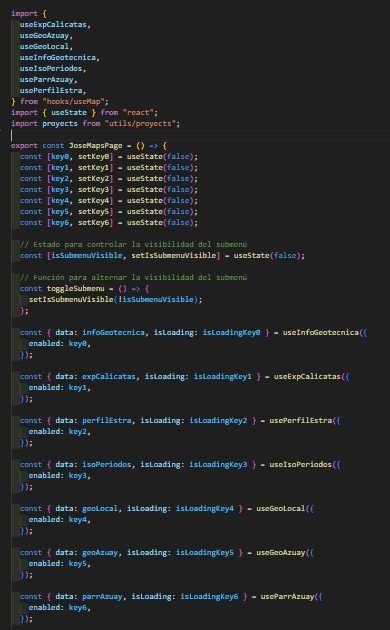 import {
useExpCalicatas,
useGeoAzuay,
useGeoLocal,
useInfoGeotecnica,
useIsoPeriodos,
useParrAzuay,
usePerfilEstra,
} from "hooks/useMap";
import { useState } from "react";
import proyects from "utils/proyects";
export const JoseMapsPage = () => {
const [key0, setKey0] = useState(false);
const [key1, setKey1] = useState(false);
const [key2, setKey2] = useState(false);
const [key3, setKey3] = useState(false);
const [key4, setKey4] = useState(false);
const [key5, setKey5] = useState(false);
const [key6, setKey6] = useState(false);
// Estado para controlar la visibilidad del submenú
const [isSubmenuVisible, setIsSubmenuVisible] = useState(false);
// Función para alternar la visibilidad del submenú
const toggleSubmenu = () => {
setIsSubmenuVisible(!isSubmenuVisible);
};
const { data: infoGeotecnica, isLoading: isLoadingKey0 } = useInfoGeotecnica({
enabled: key0,
});
const { data: expCalicatas, isLoading: isLoadingKey1 } = useExpCalicatas({
enabled: key1,
});
const { data: perfilEstra, isLoading: isLoadingKey2 } = usePerfilEstra({
enabled: key2,
});
const { data: isoPeriodos, isLoading: isLoadingKey3 } = useIsoPeriodos({
enabled: key3,
});
const { data: geoLocal, isLoading: isLoadingKey4 } = useGeoLocal({
enabled: key4,
});
const { data: geoAzuay, isLoading: isLoadingKey5 } = useGeoAzuay({
enabled: key5,
});
const { data: parrAzuay, isLoading: isLoadingKey6 } = useParrAzuay({
enabled: key6,
});